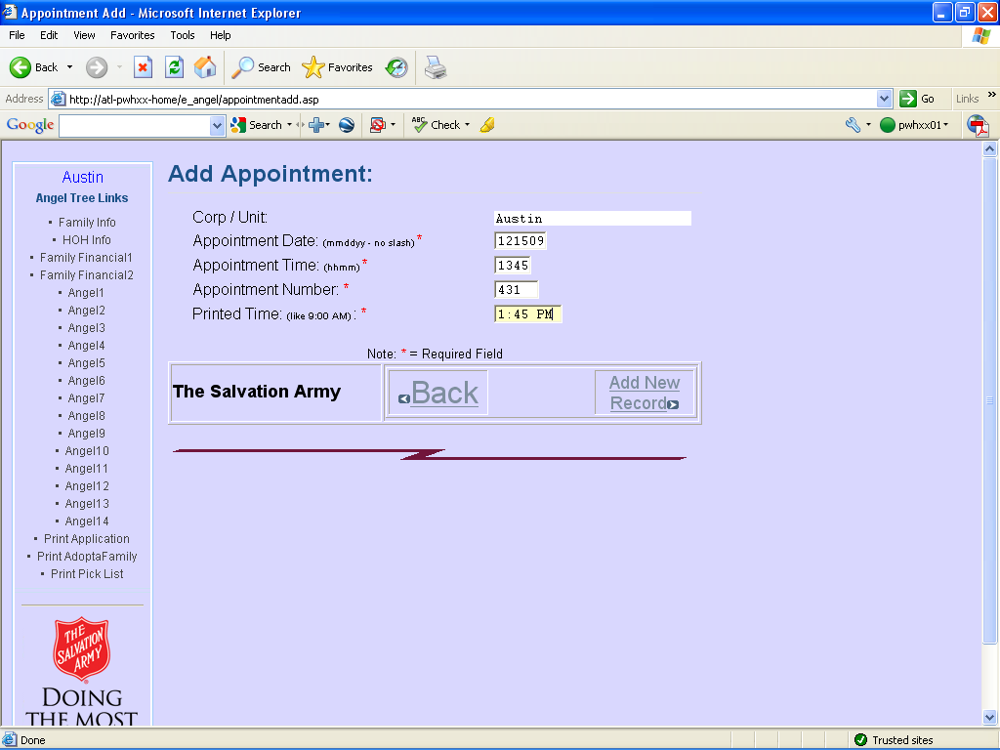 Appointment Add - Microsoft Internet Explorer
File Edit View Favorites Tools Help
Back Search Favorites
Address http://atl-pwhxx-home/e_angel/appointmentadd.asp Go Links »
Google Search ABC Check pwhxx01
Austin
Angel Tree Links
Family Info
HOH Info
Family Financial1
Family Financial2
Angel1
Angel2
Angel3
Angel4
Angel5
Angel6
Angel7
Angel8
Angel9
Angel10
Angel11
Angel12
Angel13
Angel14
Print Application
Print AdoptaFamily
Print Pick List
THE
SALVATION
ARMY
DOING
THE MOST
Add Appointment:
Corp / Unit: Austin
Appointment Date: (mmddyy - no slash) * 121509
Appointment Time: (hhmm) * 1345
Appointment Number: * 431
Printed Time: (like 9:00 AM) : * 1:45 PM
Note: * = Required Field
The Salvation Army
Back
Add New
Record
Done Trusted sites